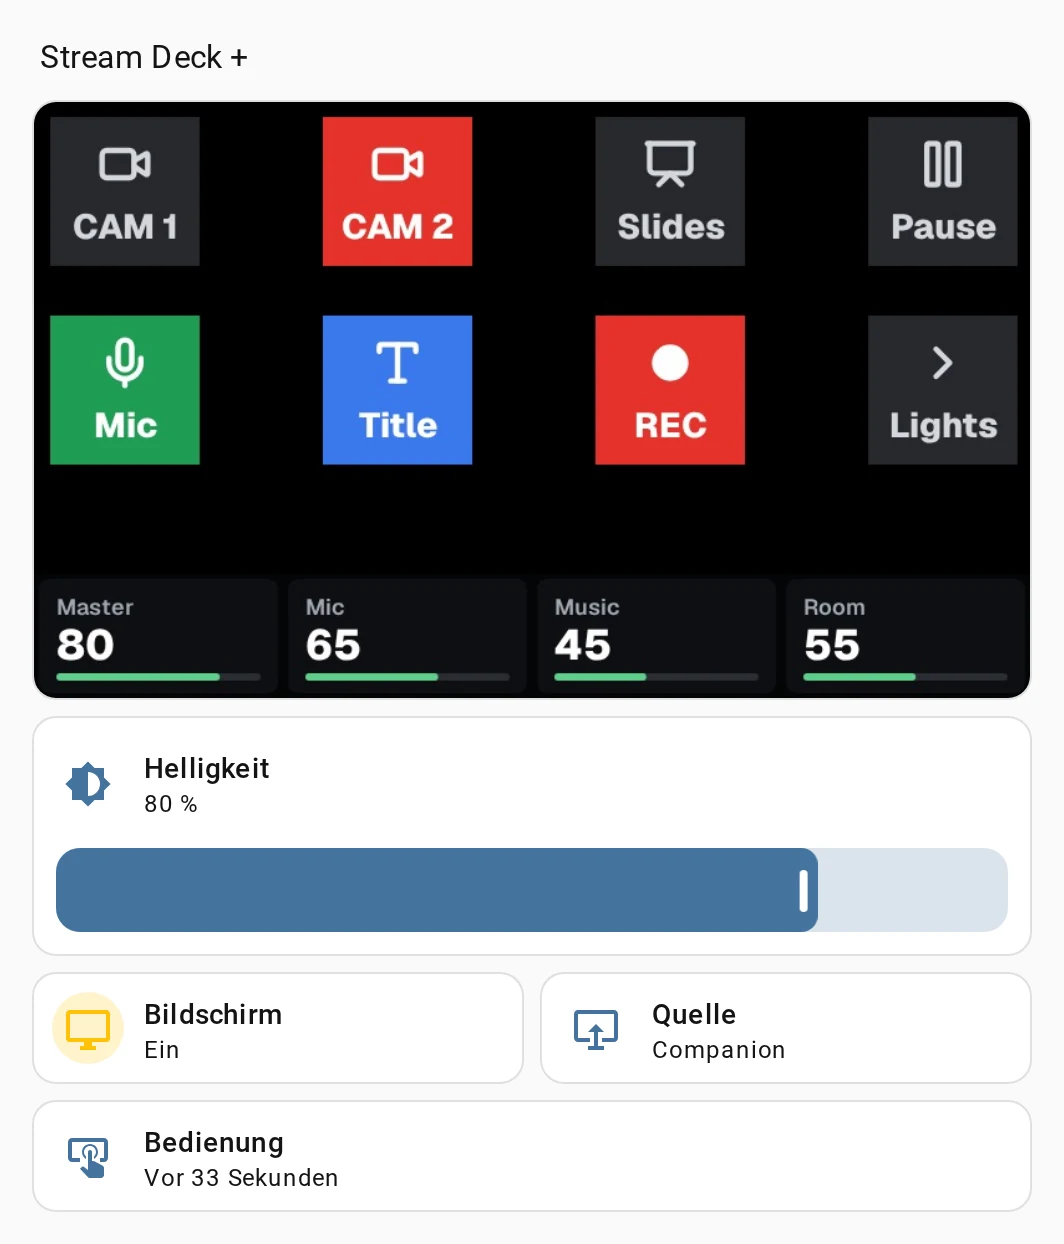 Stream Deck +
CAM 1
CAM 2
Slides
Pause
Mic
Title
REC
Lights
Master
80
Mic
65
Music
45
Room
55
Helligkeit
80 %
Bildschirm
Ein
Quelle
Companion
Bedienung
Vor 33 Sekunden